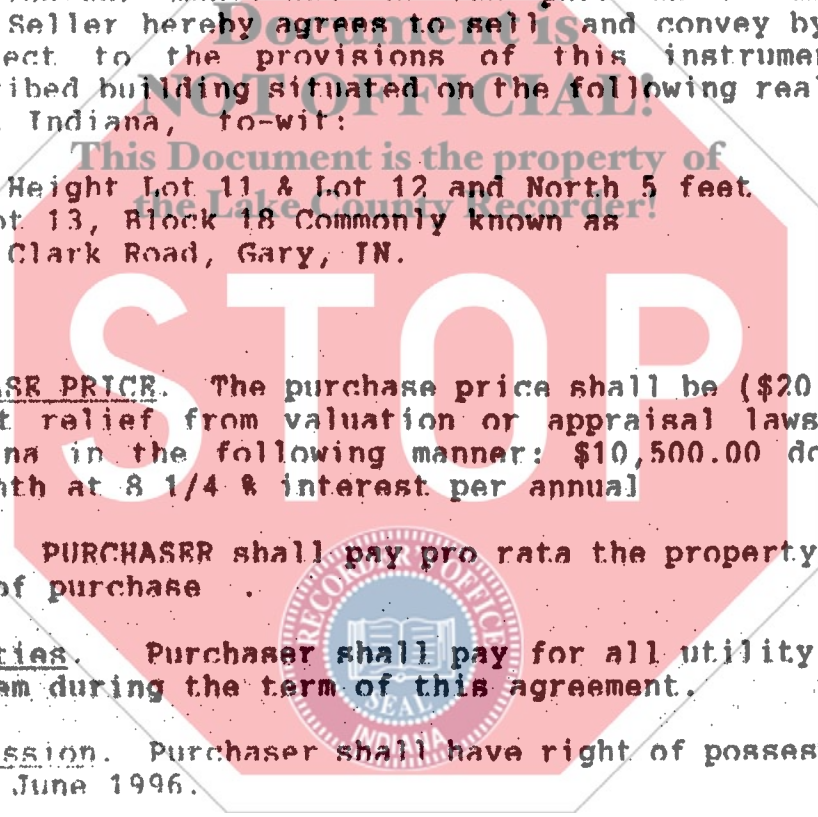 Seller hereby agrees to sell and convey by
ect to the provisions of this instrume
ribed building situated on the following rea
Indiana, to-wit:
Document is
NOT OFFICIAL!
This Document is the property of
the Lake County Recorder!
Height Lot 11 & Lot 12 and North 5 feet
ot 13, Block 18 Commonly known as
Clark Road, Gary, IN.
STOP
ASE PRICE. The purchase price shall be ($20
t relief from valuation or appraisal laws
na in the following manner: $10,500.00 do
nth at 8 1/4 % interest per annual
PURCHASER shall pay pro rata the property
of purchase .
ties. Purchaser shall pay for all utility
em during the term of this agreement.
ssion. Purchaser shall have right of posses
June 1996.
RECORDER'S OFFICE
SEAL
INDIANA